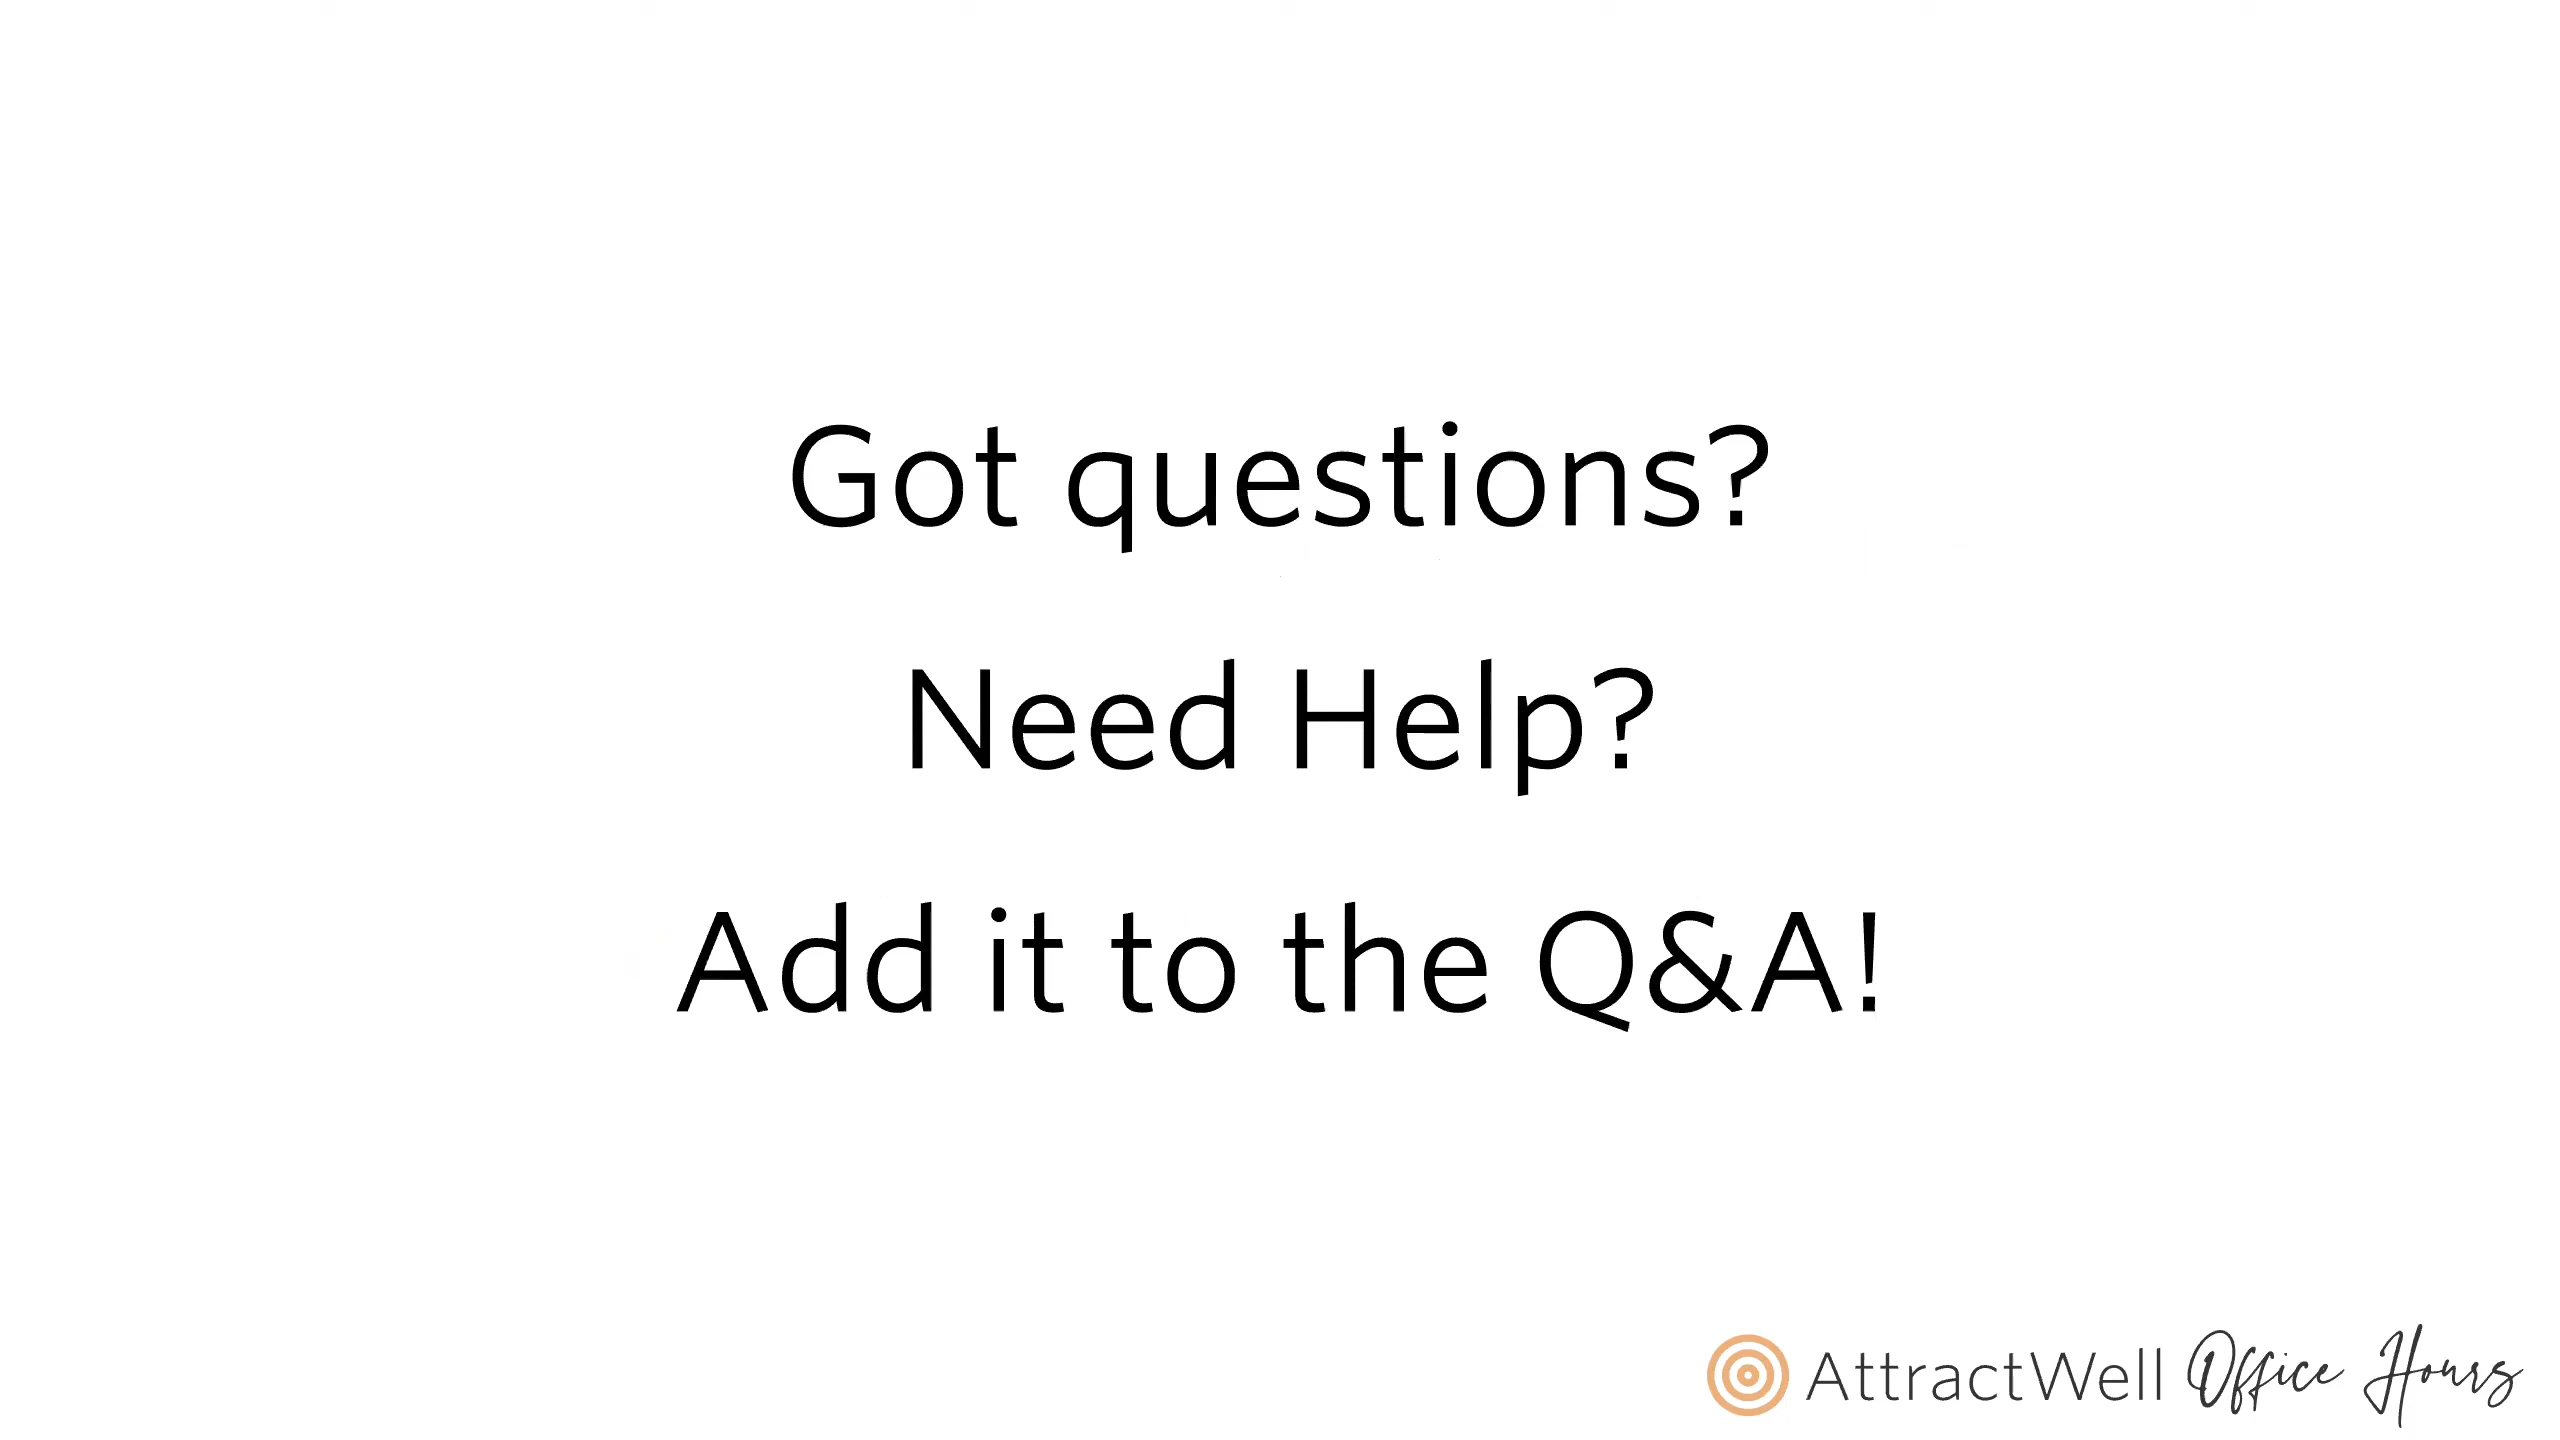 Got questions?
Need Help?
Add it to the Q&A!
AttractWell Office Hours